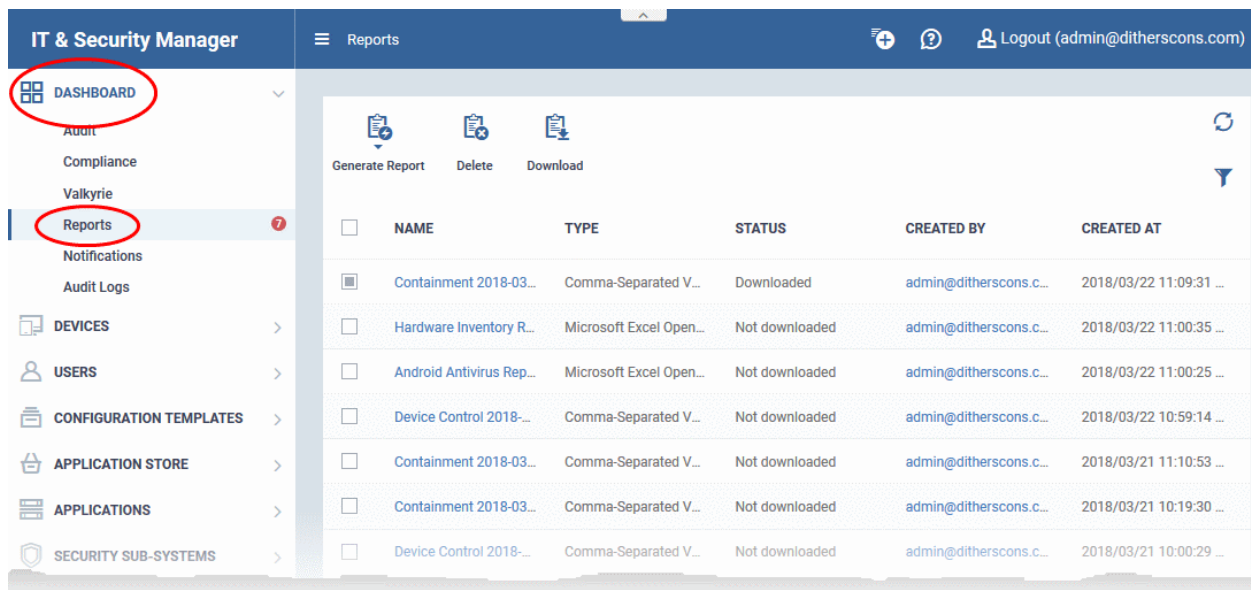 IT & Security Manager
Reports
Logout (admin@ditherscons.com)
DASHBOARD
Audit
Compliance
Valkyrie
Reports 7
Notifications
Audit Logs
DEVICES
USERS
CONFIGURATION TEMPLATES
APPLICATION STORE
APPLICATIONS
SECURITY SUB-SYSTEMS
Generate Report Delete Download
NAME TYPE STATUS CREATED BY CREATED AT
Containment 2018-03... Comma-Separated V... Downloaded admin@ditherscons.c... 2018/03/22 11:09:31 ...
Hardware Inventory R... Microsoft Excel Open... Not downloaded admin@ditherscons.c... 2018/03/22 11:00:35 ...
Android Antivirus Rep... Microsoft Excel Open... Not downloaded admin@ditherscons.c... 2018/03/22 11:00:25 ...
Device Control 2018-... Comma-Separated V... Not downloaded admin@ditherscons.c... 2018/03/22 10:59:14 ...
Containment 2018-03... Comma-Separated V... Not downloaded admin@ditherscons.c... 2018/03/21 11:10:53 ...
Containment 2018-03... Comma-Separated V... Not downloaded admin@ditherscons.c... 2018/03/21 10:19:30 ...
Device Control 2018-... Comma-Separated V... Not downloaded admin@ditherscons.c... 2018/03/21 10:00:29 ...